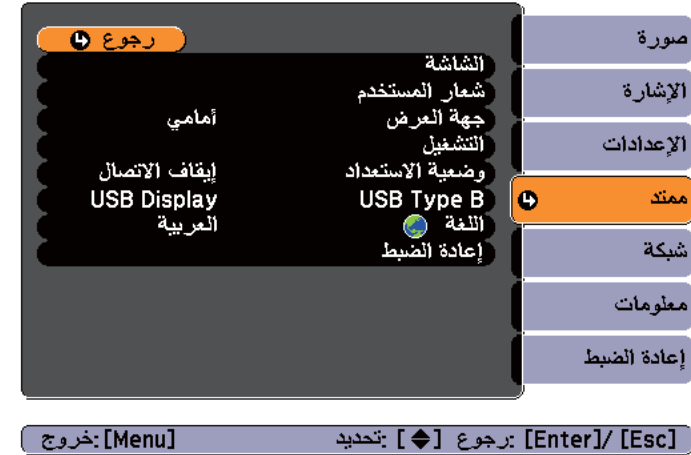 صورة
الإشارة
الإعدادات
ممتد
شبكة
معلومات
إعادة الضبط
رجوع
الشاشة
شعار المستخدم
جهة العرض أمامي
التشغيل
وضعية الاستعداد إيقاف الاتصال
USB Type B USB Display
اللغة العربية
إعادة الضبط
[Esc] /[Enter] :رجوع [ ] :تحديد [Menu]:خروج